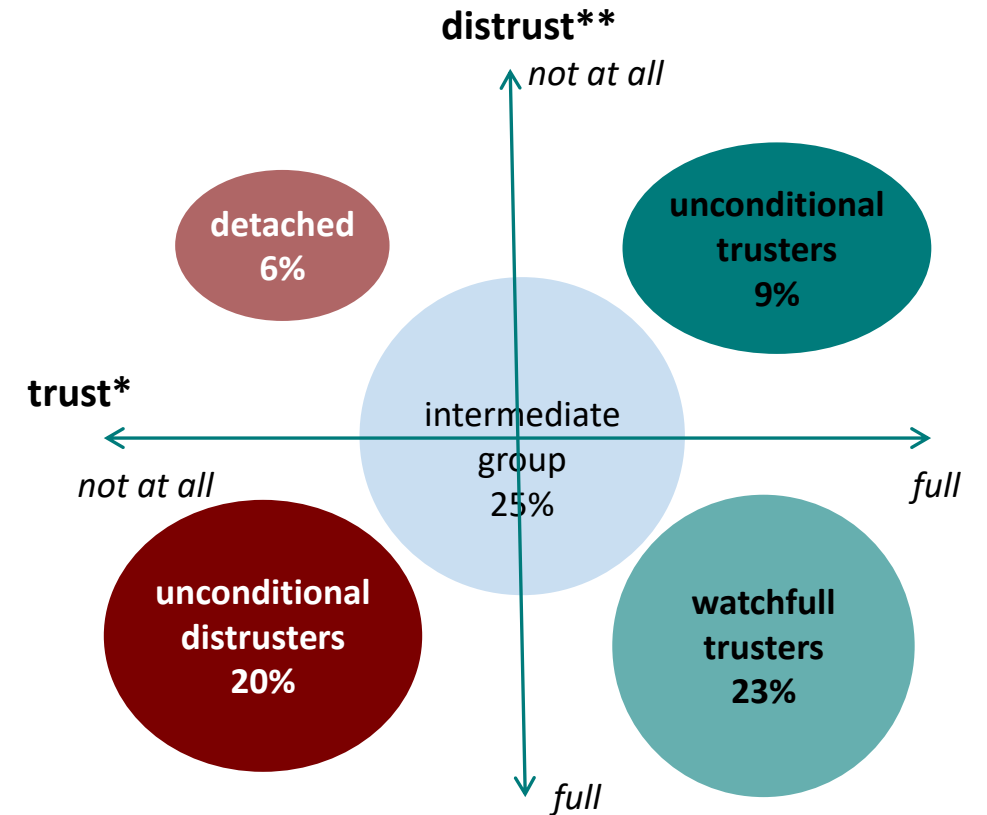 distrust**
not at all
detached
6%
unconditional
trusters
9%
trust*
intermediate
group
25%
not at all
full
unconditional
distrusters
20%
watchfull
trusters
23%
full